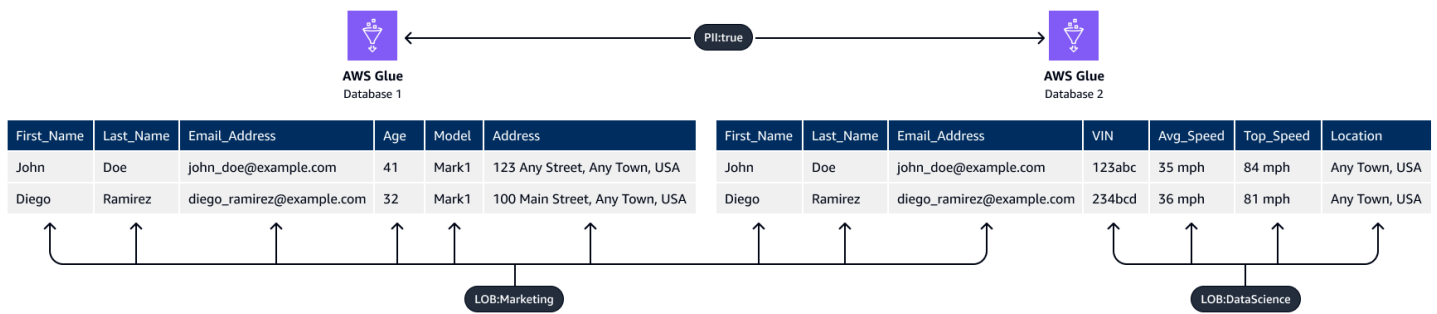 PII:true
AWS Glue
Database 1
AWS Glue
Database 2
First_Name Last_Name Email_Address Age Model Address
John Doe john_doe@example.com 41 Mark1 123 Any Street, Any Town, USA
Diego Ramirez diego_ramirez@example.com 32 Mark1 100 Main Street, Any Town, USA
First_Name Last_Name Email_Address VIN Avg_Speed Top_Speed Location
John Doe john_doe@example.com 123abc 35 mph 84 mph Any Town, USA
Diego Ramirez diego_ramirez@example.com 234bcd 36 mph 81 mph Any Town, USA
LOB:Marketing
LOB:DataScience